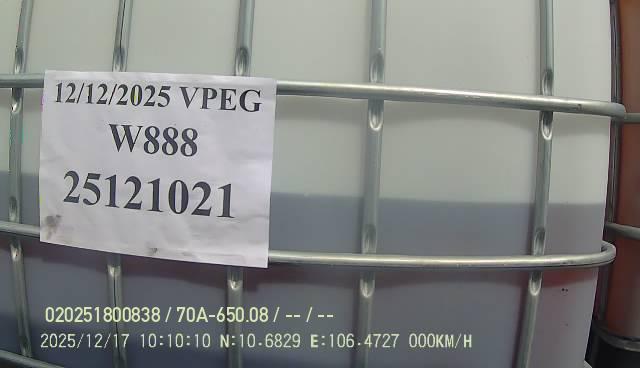 12/12/2025 VPEG
W888
25121021
020251800838 / 70A-650.08 / -- / --
2025/12/17 10:10:10 N:10.6829 E:106.4727 000KM/H